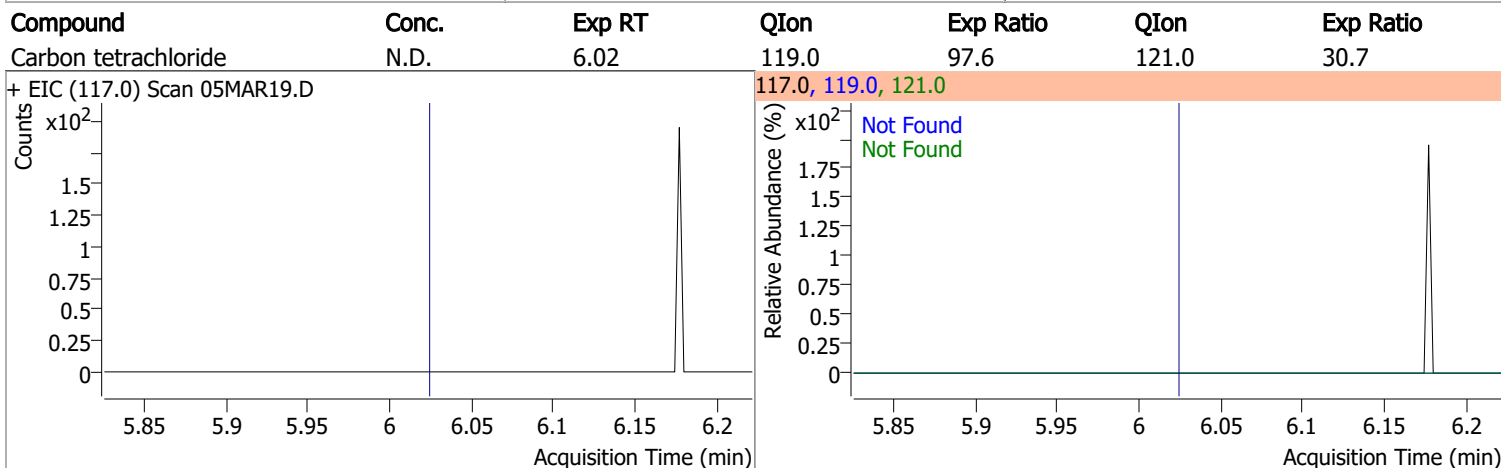 Compound Conc. Exp RT QIon Exp Ratio QIon Exp Ratio
Carbon tetrachloride N.D. 6.02 119.0 97.6 121.0 30.7
+ EIC (117.0) Scan 05MAR19.D
Counts
x10²
1.5
1.25
1
0.75
0.5
0.25
0
5.85 5.9 5.95 6 6.05 6.1 6.15 6.2
Acquisition Time (min)
117.0, 119.0, 121.0
Relative Abundance (%)
x10²
Not Found
Not Found
1.75
1.5
1.25
1
0.75
0.5
0.25
0
5.85 5.9 5.95 6 6.05 6.1 6.15 6.2
Acquisition Time (min)